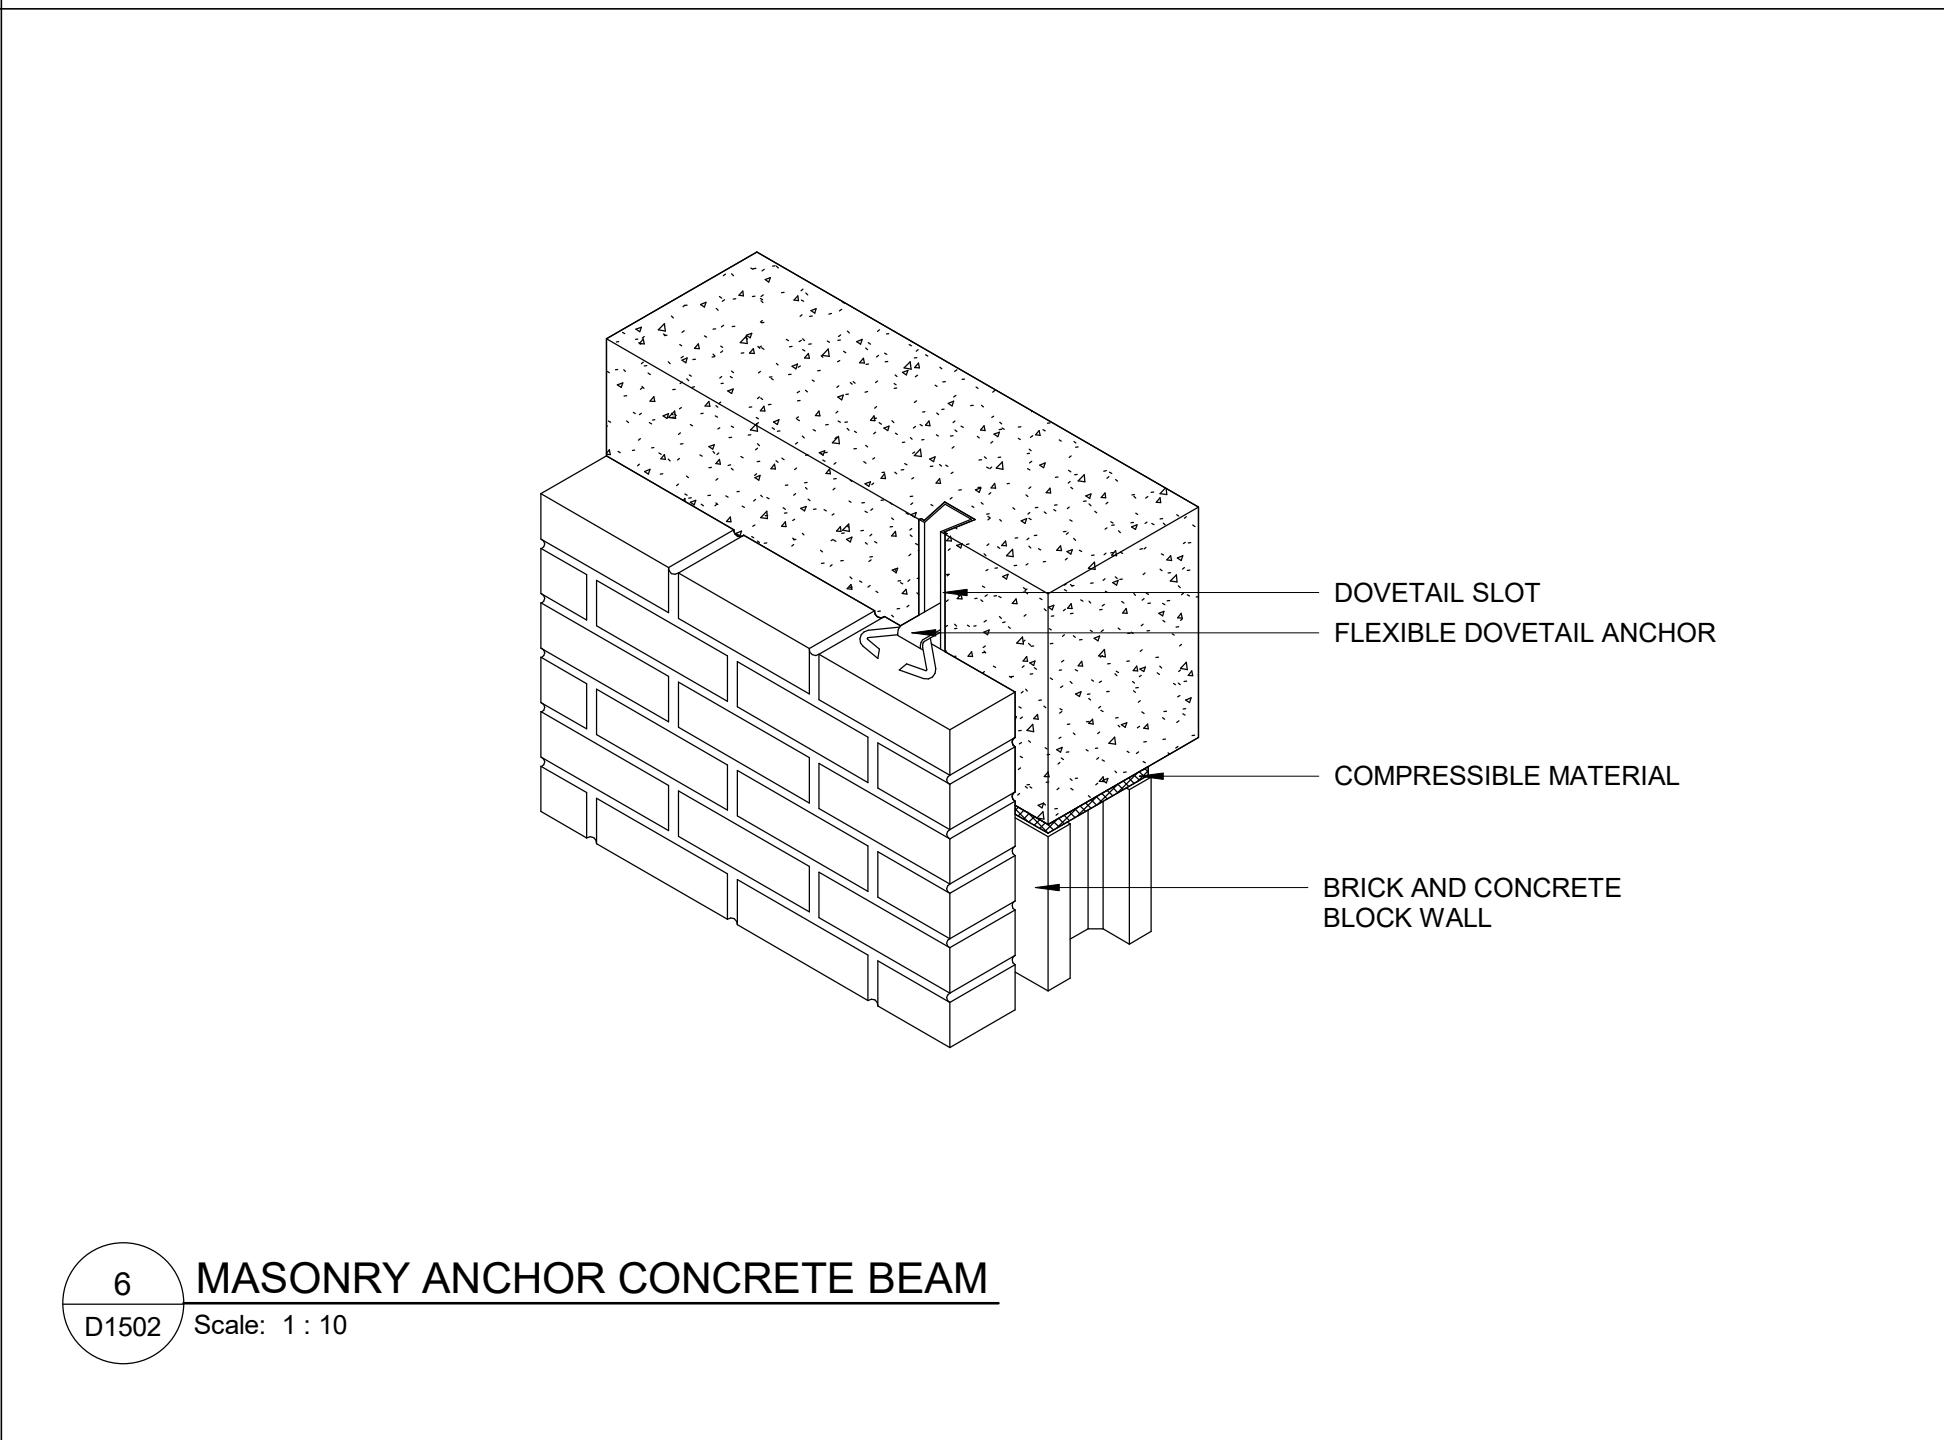 DOVETAIL SLOT
FLEXIBLE DOVETAIL ANCHOR
COMPRESSIBLE MATERIAL
BRICK AND CONCRETE
BLOCK WALL
6
D1502
MASONRY ANCHOR CONCRETE BEAM
Scale: 1 : 10